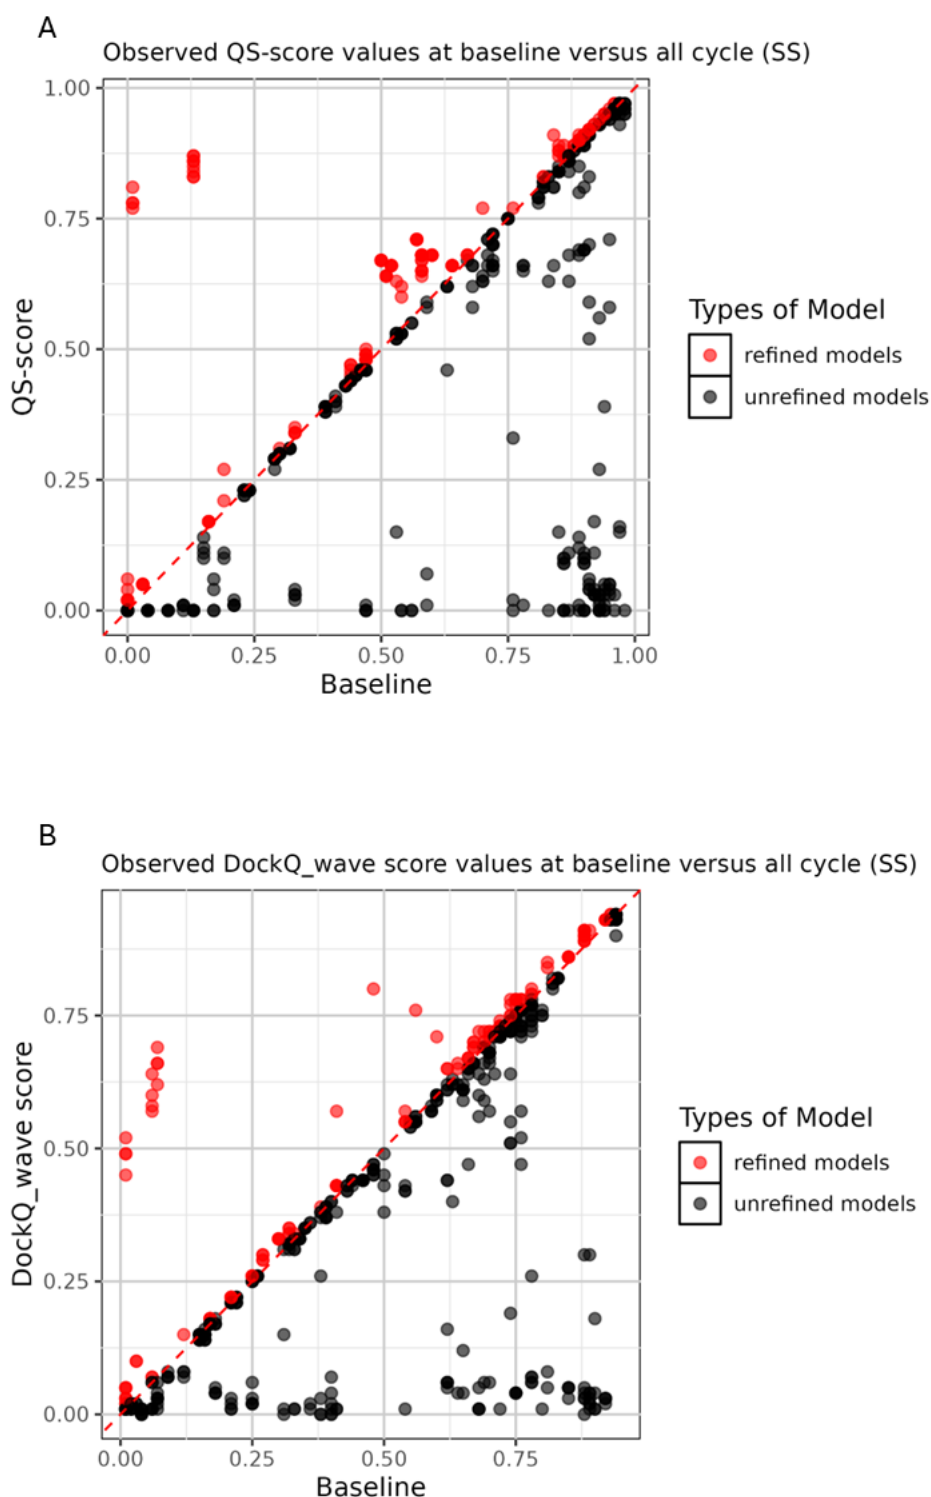 A
Observed QS-score values at baseline versus all cycle (SS)
1.00
0.75
0.50
0.25
0.00
QS-score
0.00 0.25 0.50 0.75 1.00
Baseline
Types of Model
refined models
unrefined models
B
Observed DockQ_wave score values at baseline versus all cycle (SS)
0.75
0.50
0.25
0.00
DockQ_wave score
0.00 0.25 0.50 0.75
Baseline
Types of Model
refined models
unrefined models